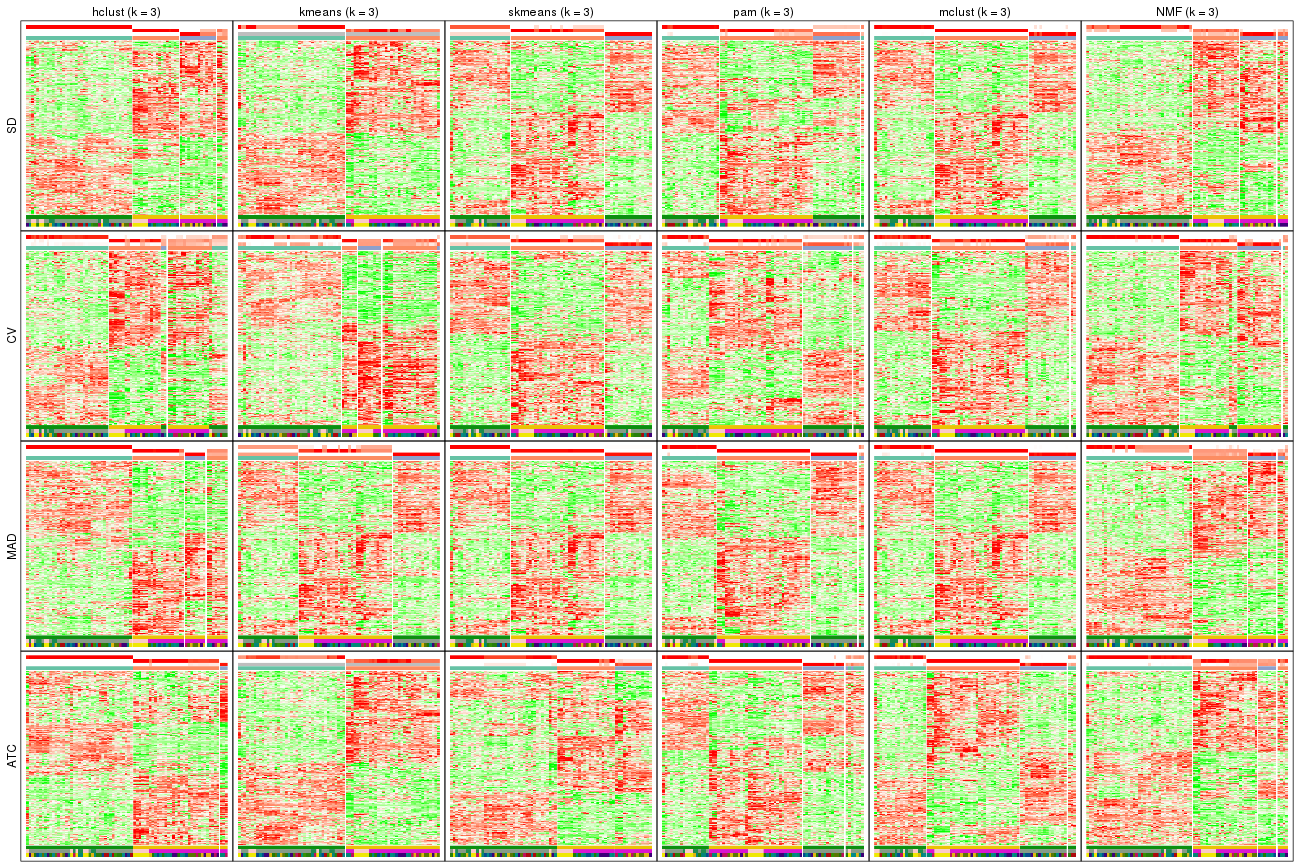 hclust (k = 3) kmeans (k = 3) skmeans (k = 3) pam (k = 3) mclust (k = 3) NMF (k = 3)
SD
CV
MAD
ATC